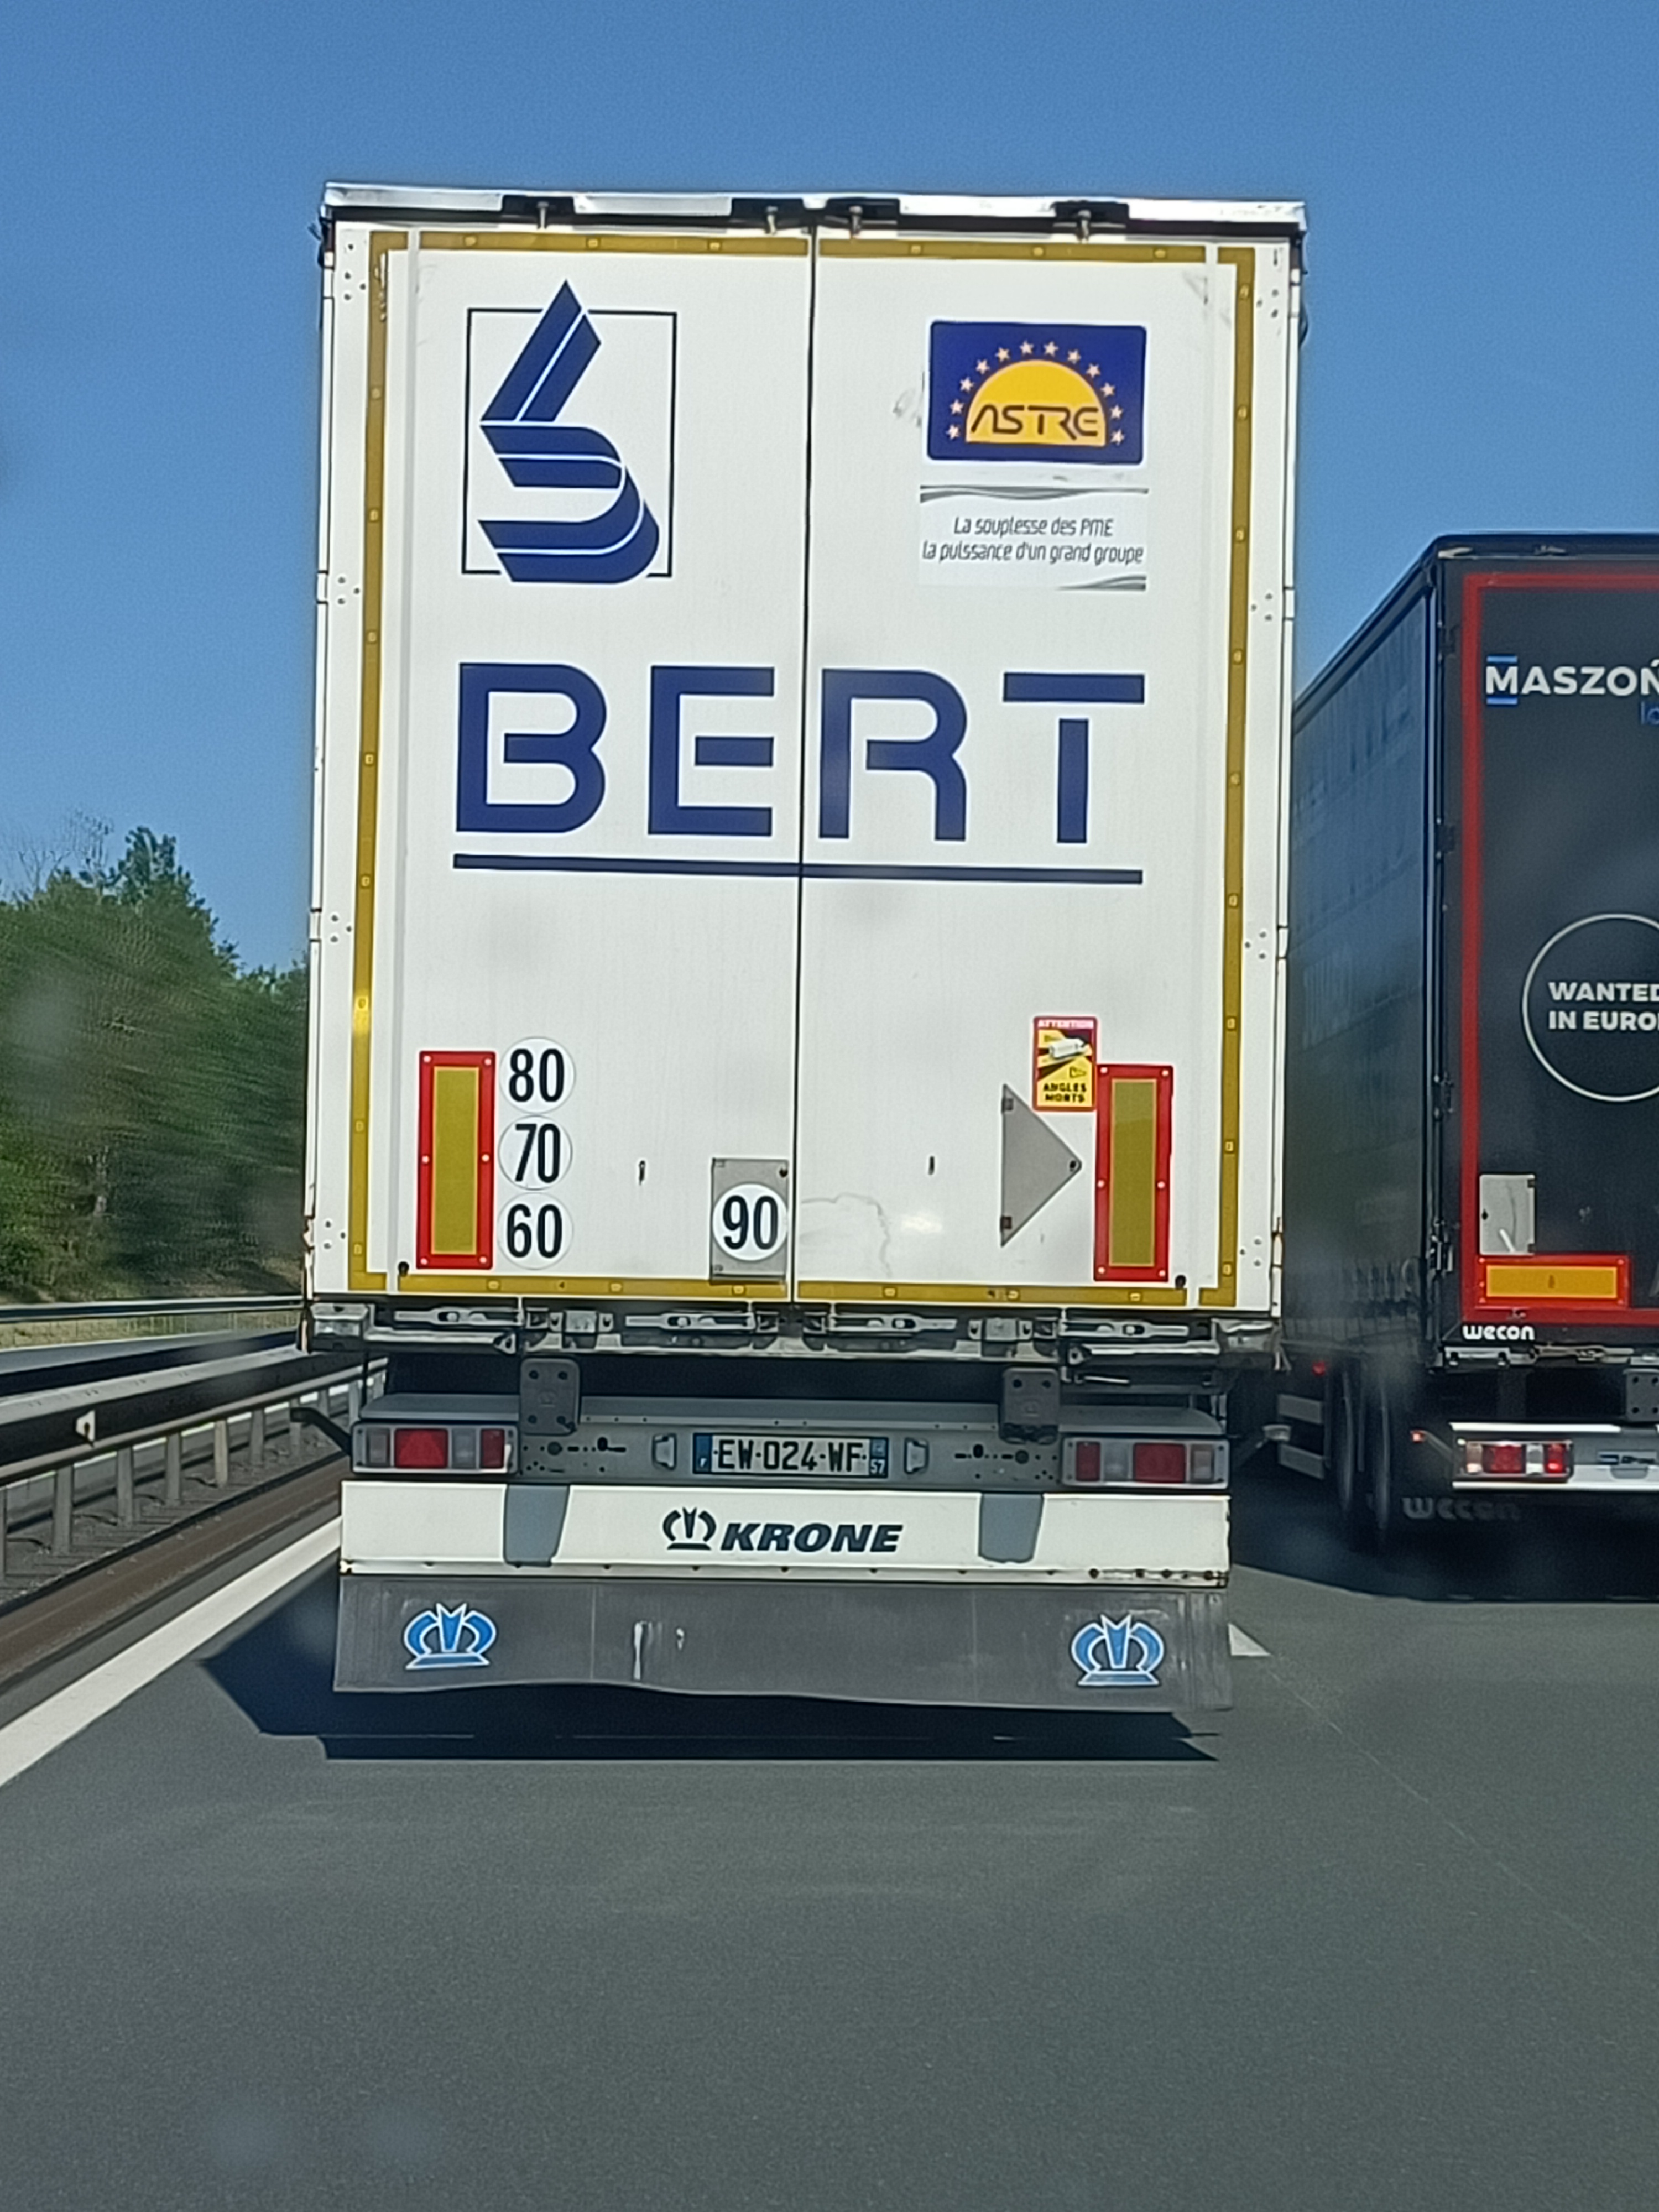 ASTRE
La souplesse des PME
la puissance d'un grand groupe
BERT
ATTENTION
ANGLES
MORTS
80
70
60
90
F
EW-024-WF
57
KRONE
MASZOŃ
WANTED
IN EURO
wecon
wecon